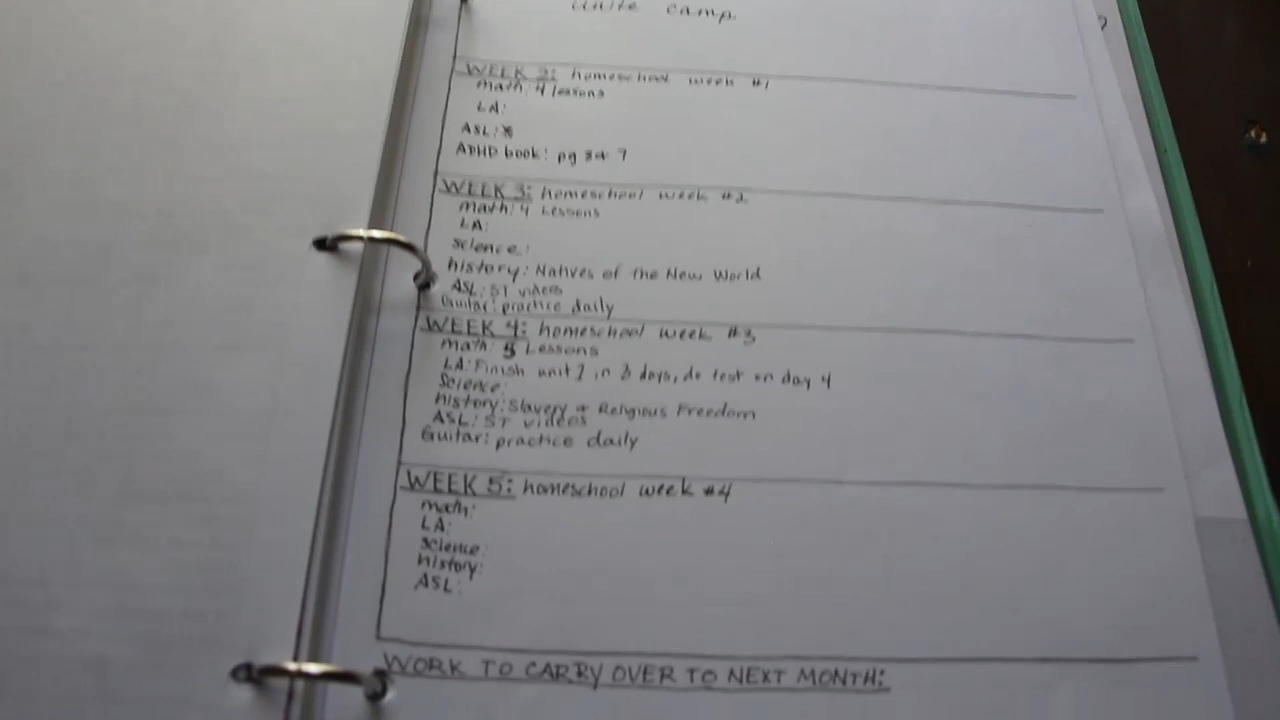 unite camp
WEEK 2: homeschool week #1
math: 4 lessons
LA:
ASL:
ADHD book: pg 3 & 7
WEEK 3: homeschool week #2
math: 4 Lessons
LA:
science:
history: Natives of the New World
ASL: ST videos
Guitar: practice daily
WEEK 4: homeschool week #3
math: 5 Lessons
LA: Finish unit 1 in 3 days, do test on day 4
Science:
history: Slavery & Religious Freedom
ASL: ST videos
Guitar: practice daily
WEEK 5: homeschool week #4
math:
LA:
science:
history:
ASL:
WORK TO CARRY OVER TO NEXT MONTH: